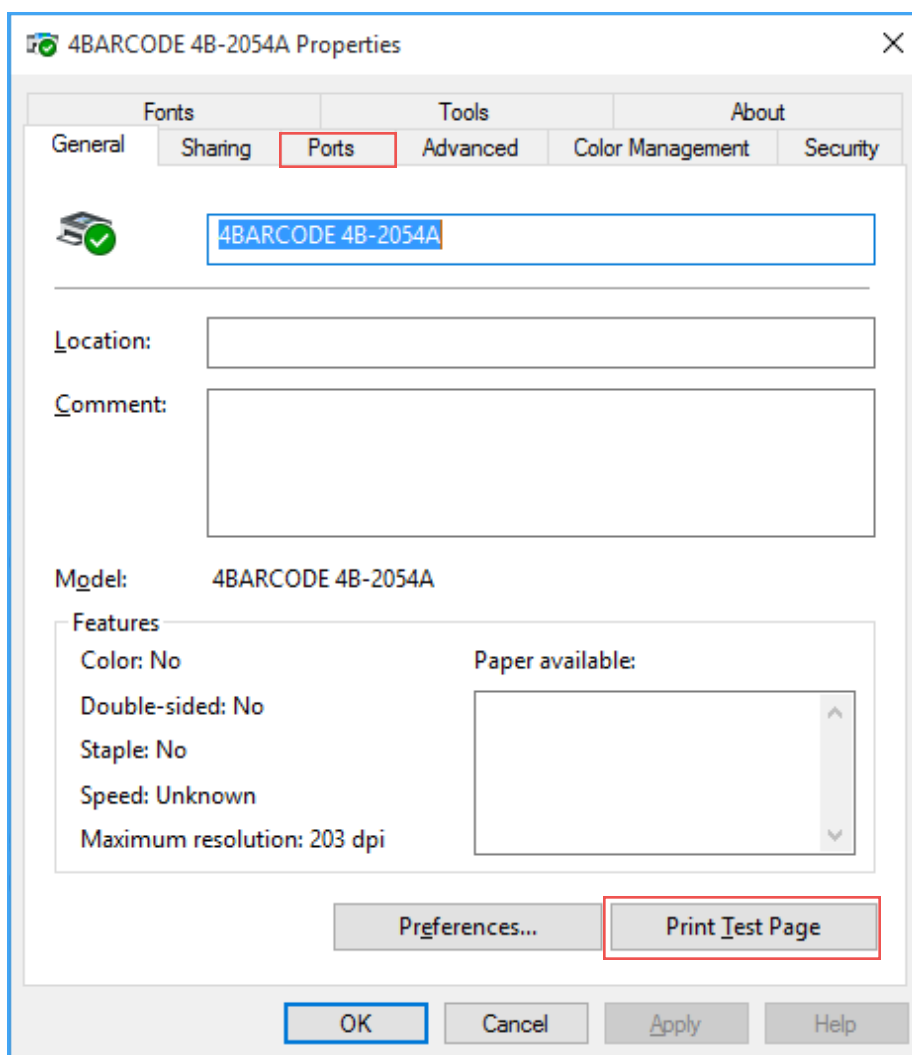 4BARCODE 4B-2054A Properties
Fonts Tools About
General Sharing Ports Advanced Color Management Security
4BARCODE 4B-2054A
Location:
Comment:
Model: 4BARCODE 4B-2054A
Features
Color: No Paper available:
Double-sided: No
Staple: No
Speed: Unknown
Maximum resolution: 203 dpi
Preferences... Print Test Page
OK Cancel Apply Help